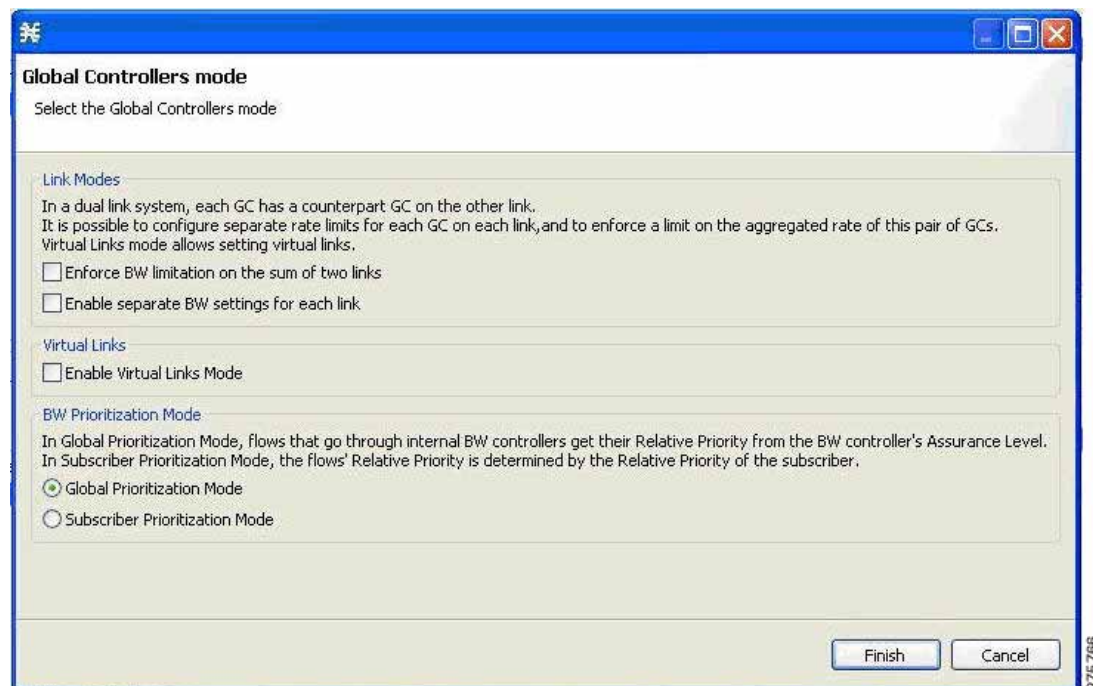 Global Controllers mode
Select the Global Controllers mode
Link Modes
In a dual link system, each GC has a counterpart GC on the other link.
It is possible to configure separate rate limits for each GC on each link,and to enforce a limit on the aggregated rate of this pair of GCs.
Virtual Links mode allows setting virtual links.
Enforce BW limitation on the sum of two links
Enable separate BW settings for each link
Virtual Links
Enable Virtual Links Mode
BW Prioritization Mode
In Global Prioritization Mode, flows that go through internal BW controllers get their Relative Priority from the BW controller's Assurance Level.
In Subscriber Prioritization Mode, the flows' Relative Priority is determined by the Relative Priority of the subscriber.
Global Prioritization Mode
Subscriber Prioritization Mode
Finish
Cancel
275766